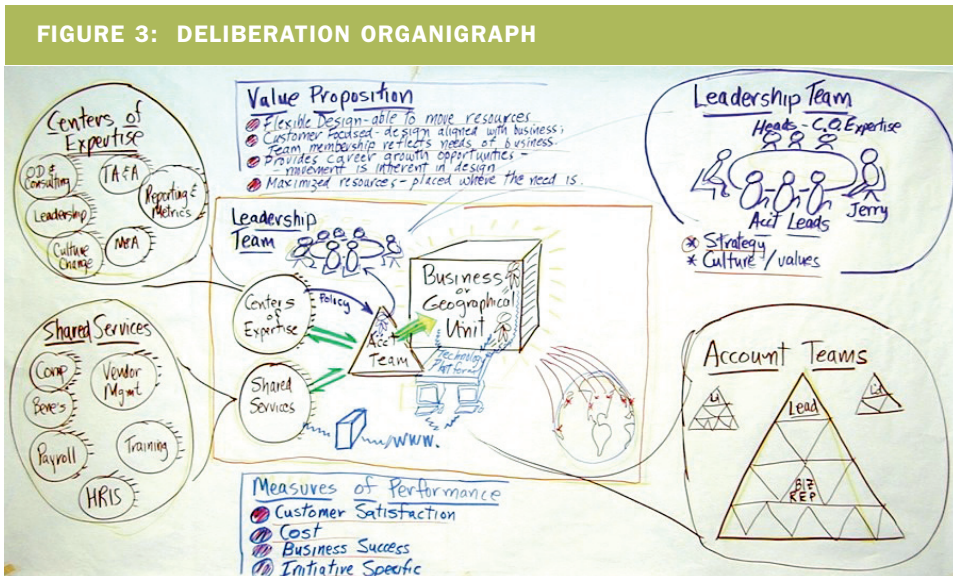 FIGURE 3: DELIBERATION ORGANIGRAPH
Centers of
Expertise
OD &
Consulting
TA&A
Reporting &
Metrics
Leadership
Culture
Change
M&A
Value Proposition
Flexible Design-able to move resources
Customer Focused-design aligned with business;
Team membership reflects needs of business.
Provides career growth opportunities -
- movement is inherent in design
Maximized resources - placed where the need is.
Leadership Team
Heads - C.O. Expertise
Acct Leads
Jerry
* Strategy
* Culture / values
Leadership
Team
Centers
of
Expertise
Policy
Acct
Team
Business
or
Geographical
Unit
Technology
Platform
Shared
Services
www.
Shared Services
Comp
Vendor
Mgmt
Bene's
Payroll
Training
HRIS
Account Teams
Ld
Lead
Ld
BIZ
REP
Measures of Performance
Customer Satisfaction
Cost
Business Success
Initiative Specific